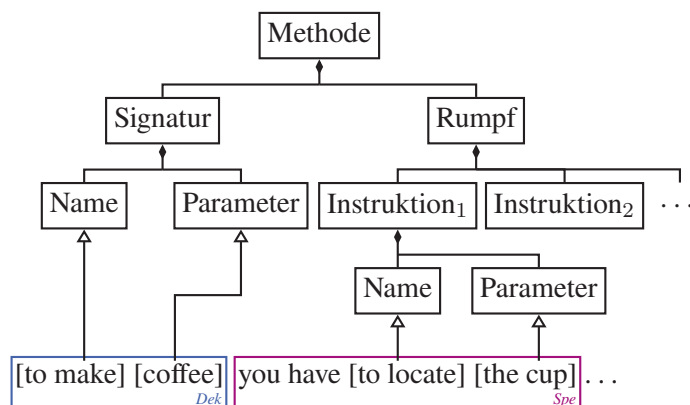 Methode
Signatur Rumpf
Name Parameter Instruktion₁ Instruktion₂ ...
Name Parameter
[to make] [coffee] you have [to locate] [the cup] ...
Dek Spe